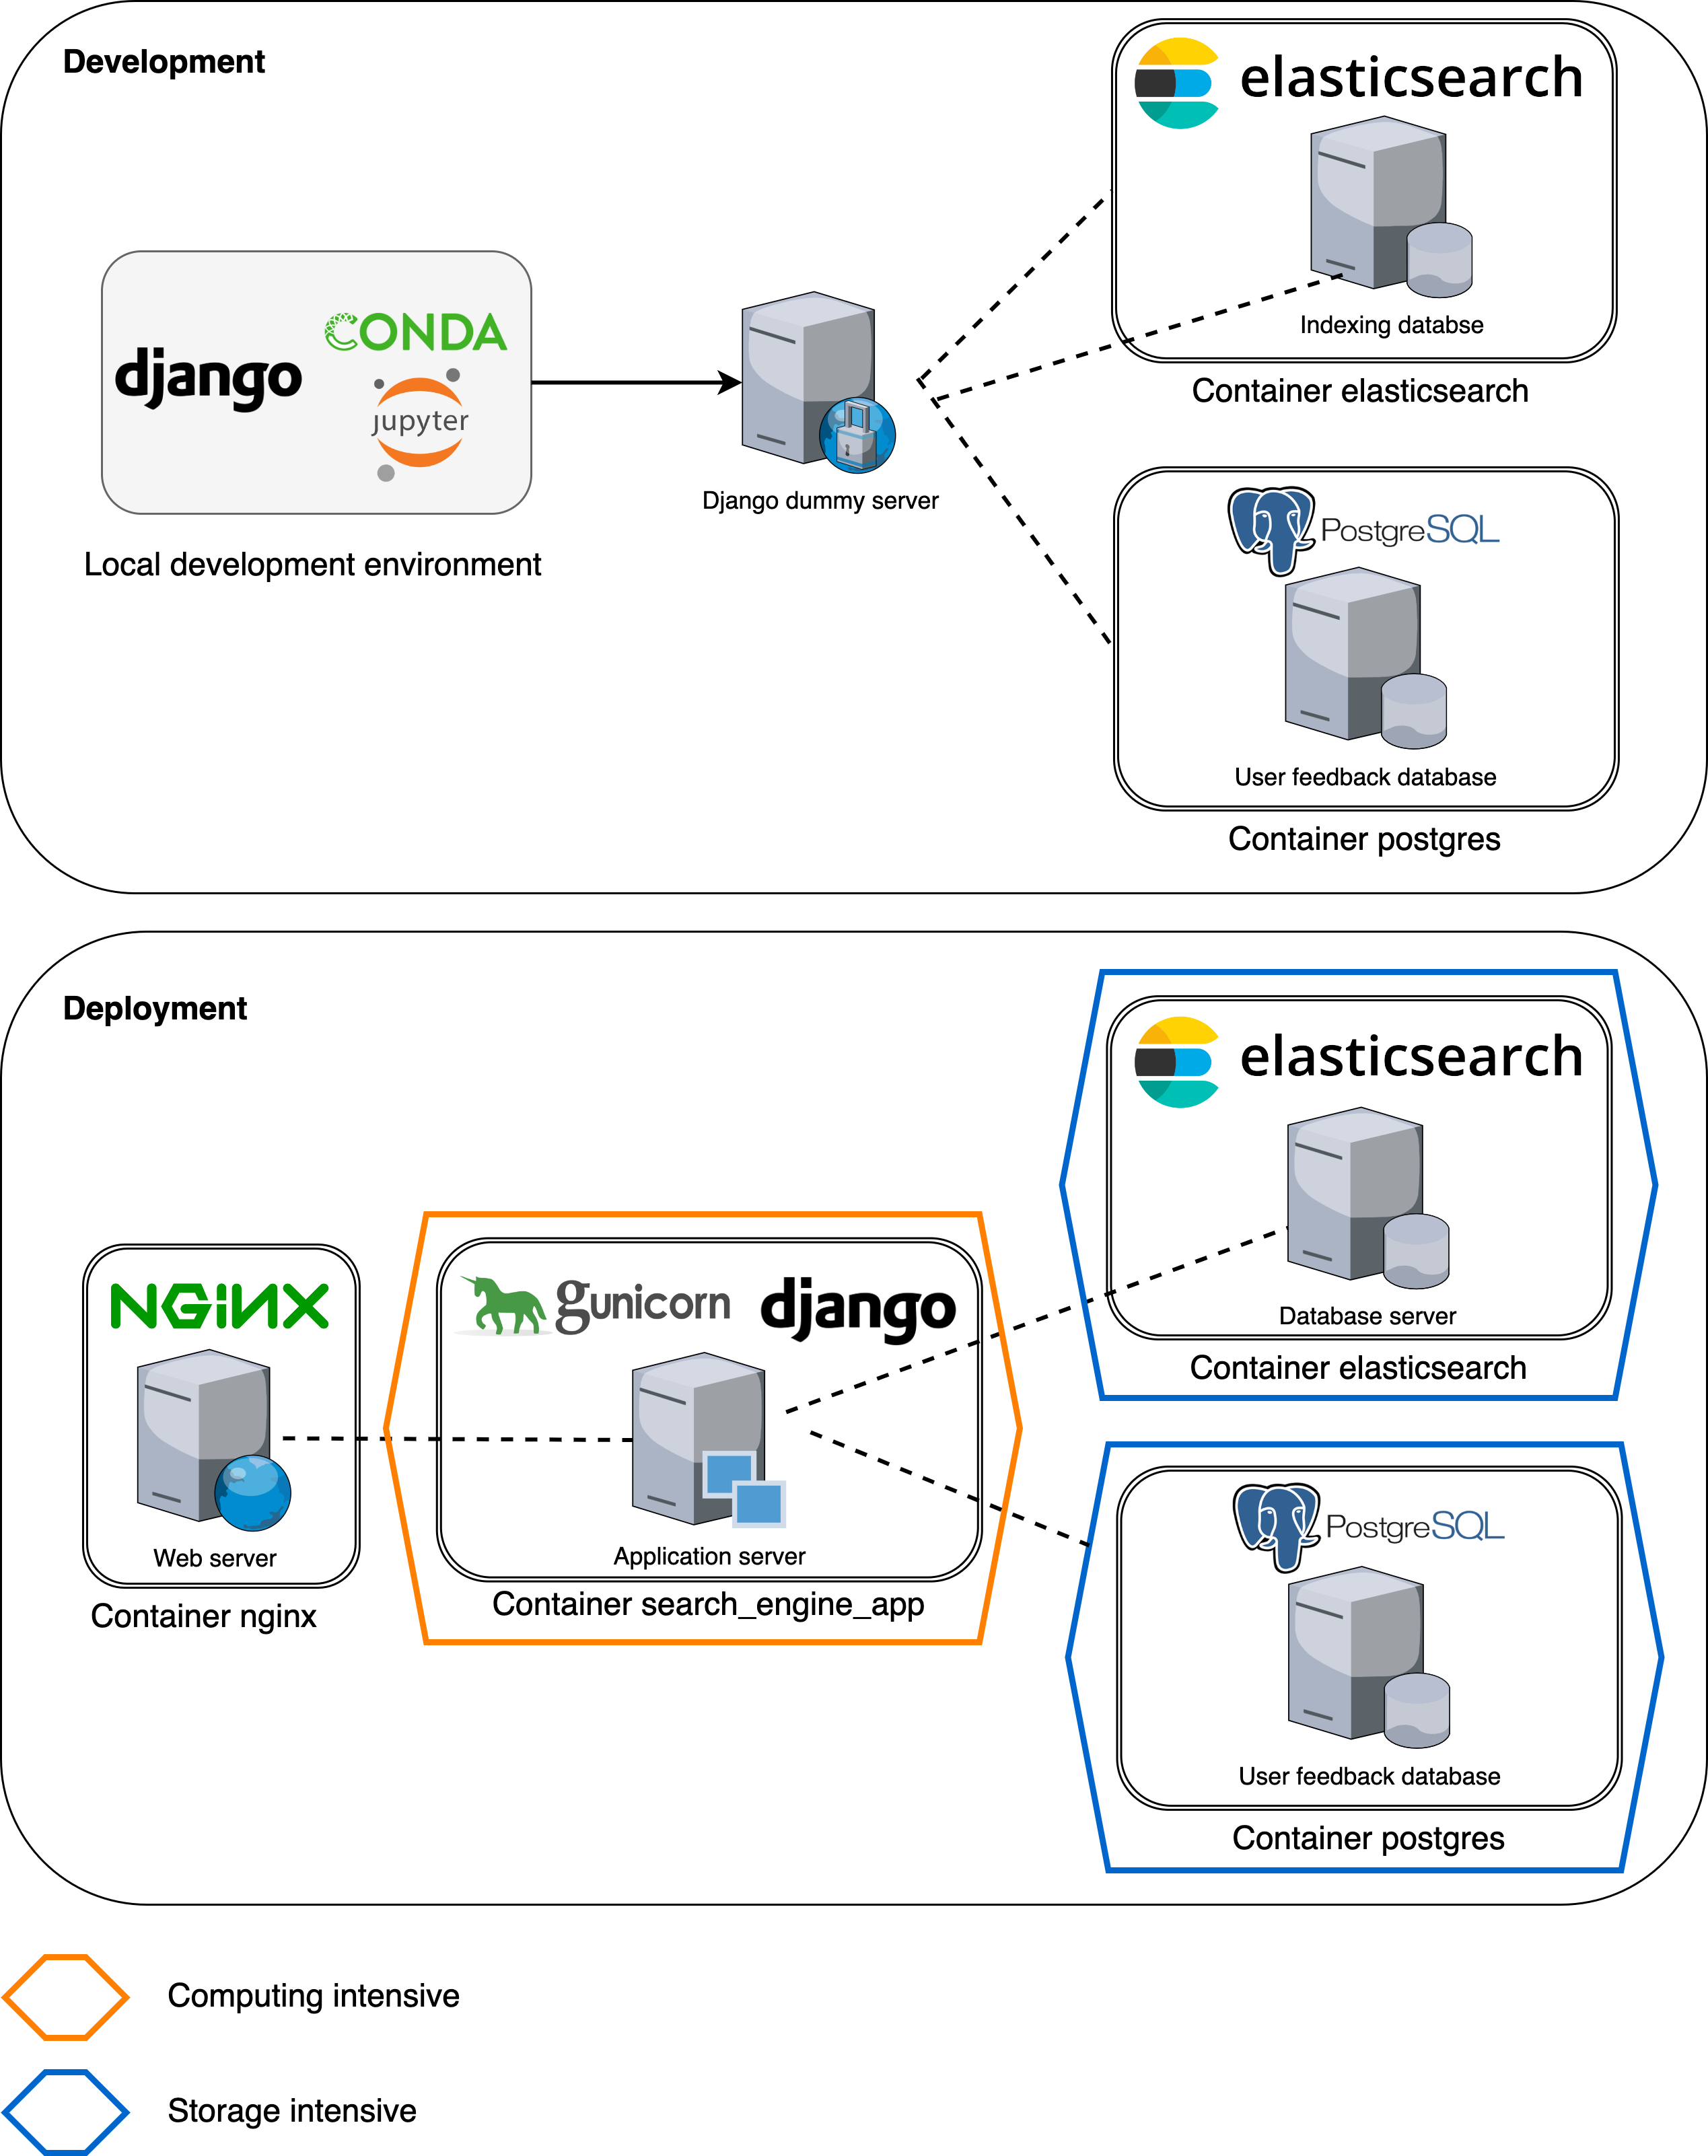 Development
elasticsearch
Indexing databse
Container elasticsearch
django
CONDA
jupyter
Local development environment
Django dummy server
PostgreSQL
User feedback database
Container postgres
Deployment
elasticsearch
Database server
Container elasticsearch
NGINX
Web server
Container nginx
gunicorn
django
Application server
Container search_engine_app
PostgreSQL
User feedback database
Container postgres
Computing intensive
Storage intensive